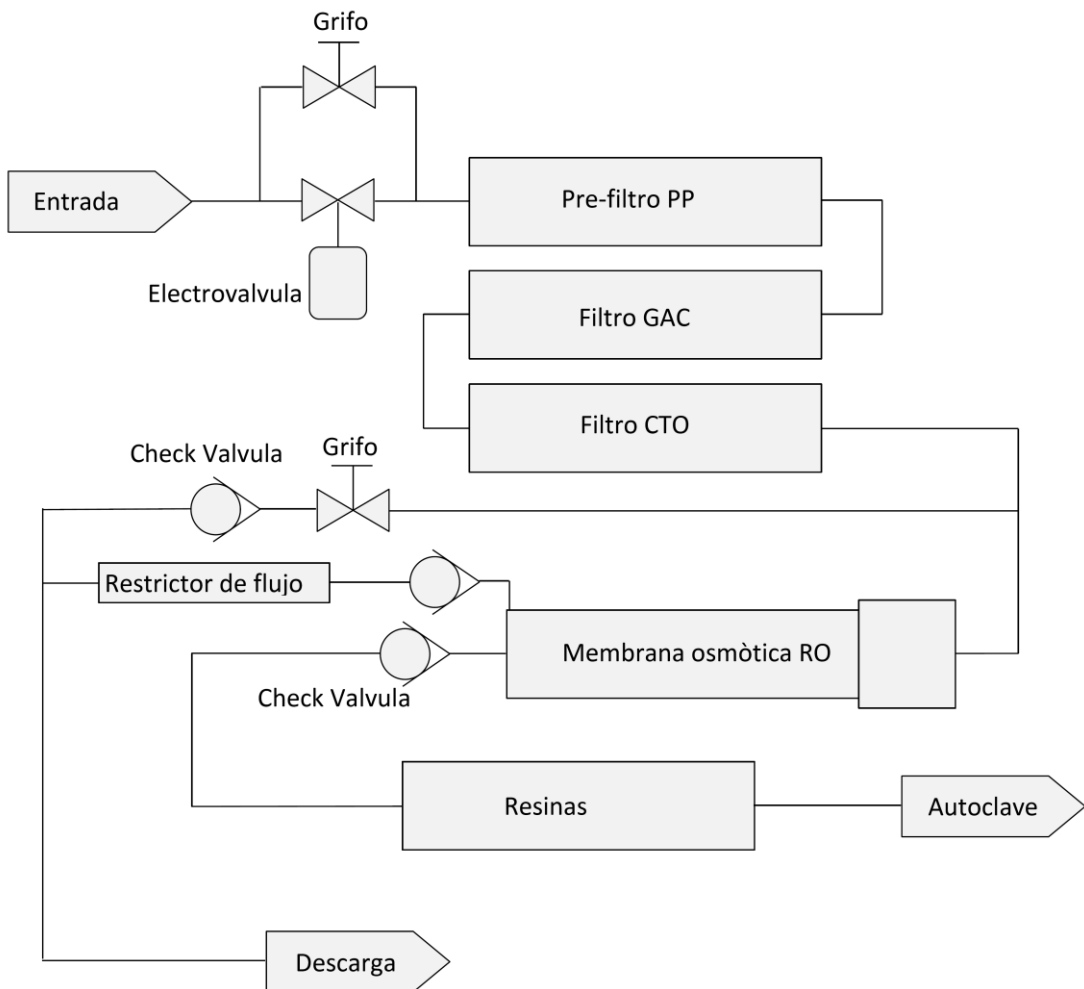 Grifo
Entrada
Pre-filtro PP
Electrovalvula
Filtro GAC
Filtro CTO
Grifo
Check Valvula
Restrictor de flujo
Membrana osmòtica RO
Check Valvula
Resinas
Autoclave
Descarga